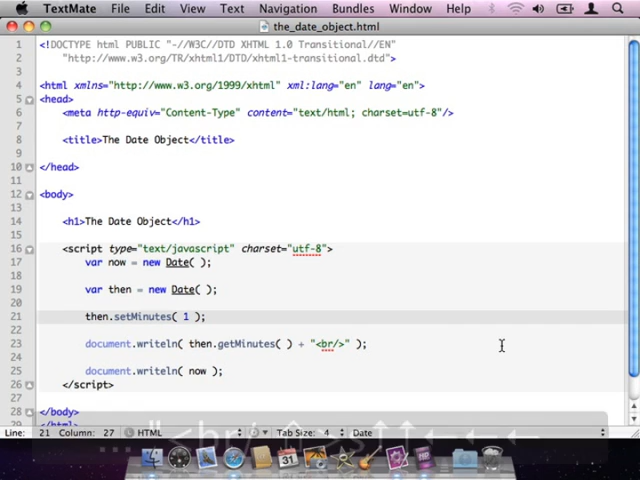 TextMate File Edit View Text Navigation Bundles Window Help
the_date_object.html
1 <!DOCTYPE html PUBLIC "-//W3C//DTD XHTML 1.0 Transitional//EN"
2 "http://www.w3.org/TR/xhtml1/DTD/xhtml1-transitional.dtd">
3
4 <html xmlns="http://www.w3.org/1999/xhtml" xml:lang="en" lang="en">
5 <head>
6 <meta http-equiv="Content-Type" content="text/html; charset=utf-8"/>
7
8 <title>The Date Object</title>
9
10 </head>
11
12 <body>
13
14 <h1>The Date Object</h1>
15
16 <script type="text/javascript" charset="utf-8">
17 var now = new Date( );
18
19 var then = new Date( );
20
21 then.setMinutes( 1 );
22
23 document.writeln( then.getMinutes( ) + "<br/>" );
24
25 document.writeln( now );
26 </script>
27
28 </body>
Line: 21 Column: 27 HTML Tab Size: 4 Date
31